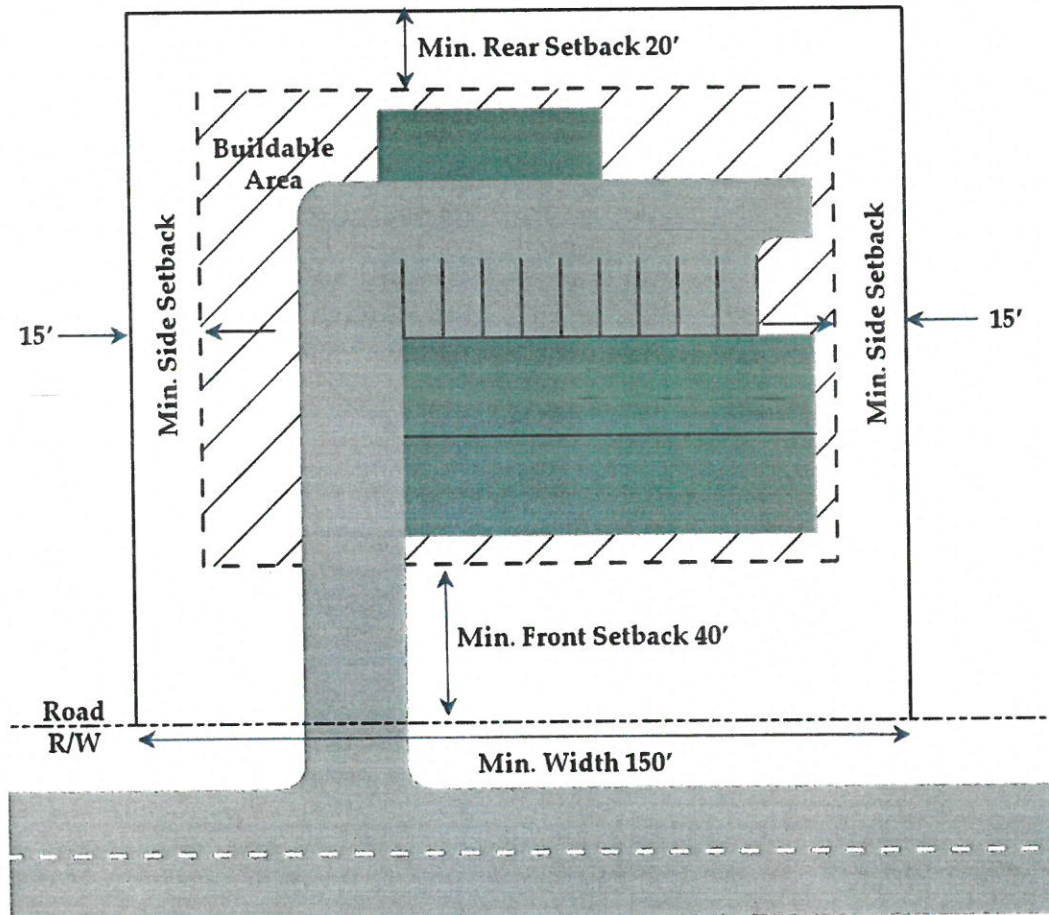 Min. Rear Setback 20'
Buildable
Area
Min. Side Setback
Min. Side Setback
15'
15'
Min. Front Setback 40'
Road
R/W
Min. Width 150'